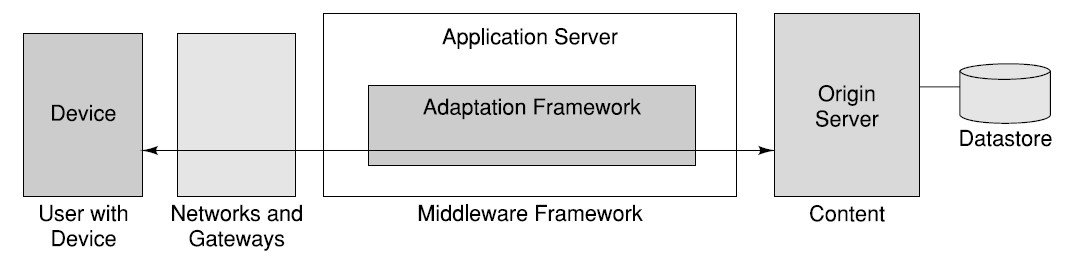 Application Server
Device
Adaptation Framework
Origin
Server
Datastore
User with
Device
Networks and
Gateways
Middleware Framework
Content